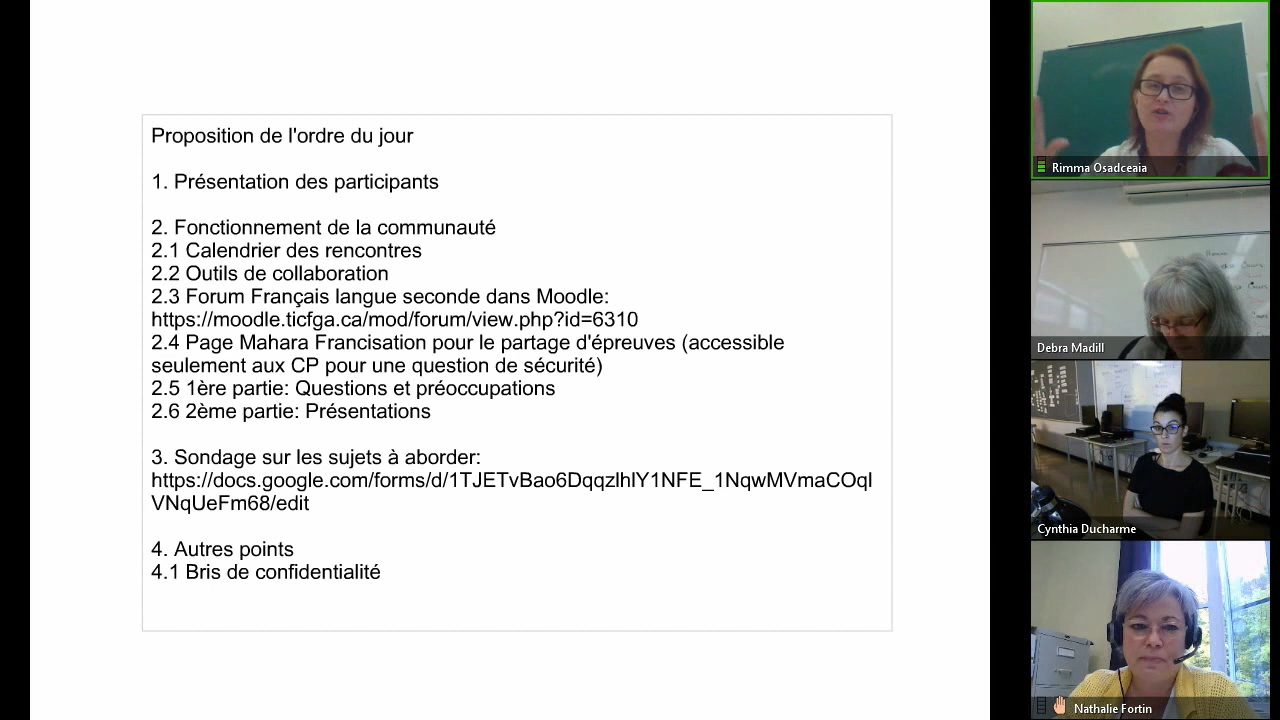 Proposition de l'ordre du jour
1. Présentation des participants
2. Fonctionnement de la communauté
2.1 Calendrier des rencontres
2.2 Outils de collaboration
2.3 Forum Français langue seconde dans Moodle:
https://moodle.ticfga.ca/mod/forum/view.php?id=6310
2.4 Page Mahara Francisation pour le partage d'épreuves (accessible
seulement aux CP pour une question de sécurité)
2.5 1ère partie: Questions et préoccupations
2.6 2ème partie: Présentations
3. Sondage sur les sujets à aborder:
https://docs.google.com/forms/d/1TJETvBao6DqqzIhlY1NFE_1NqwMVmaCOqI
VNqUeFm68/edit
4. Autres points
4.1 Bris de confidentialité
Rimma Osadceaia
Debra Madill
Cynthia Ducharme
Nathalie Fortin